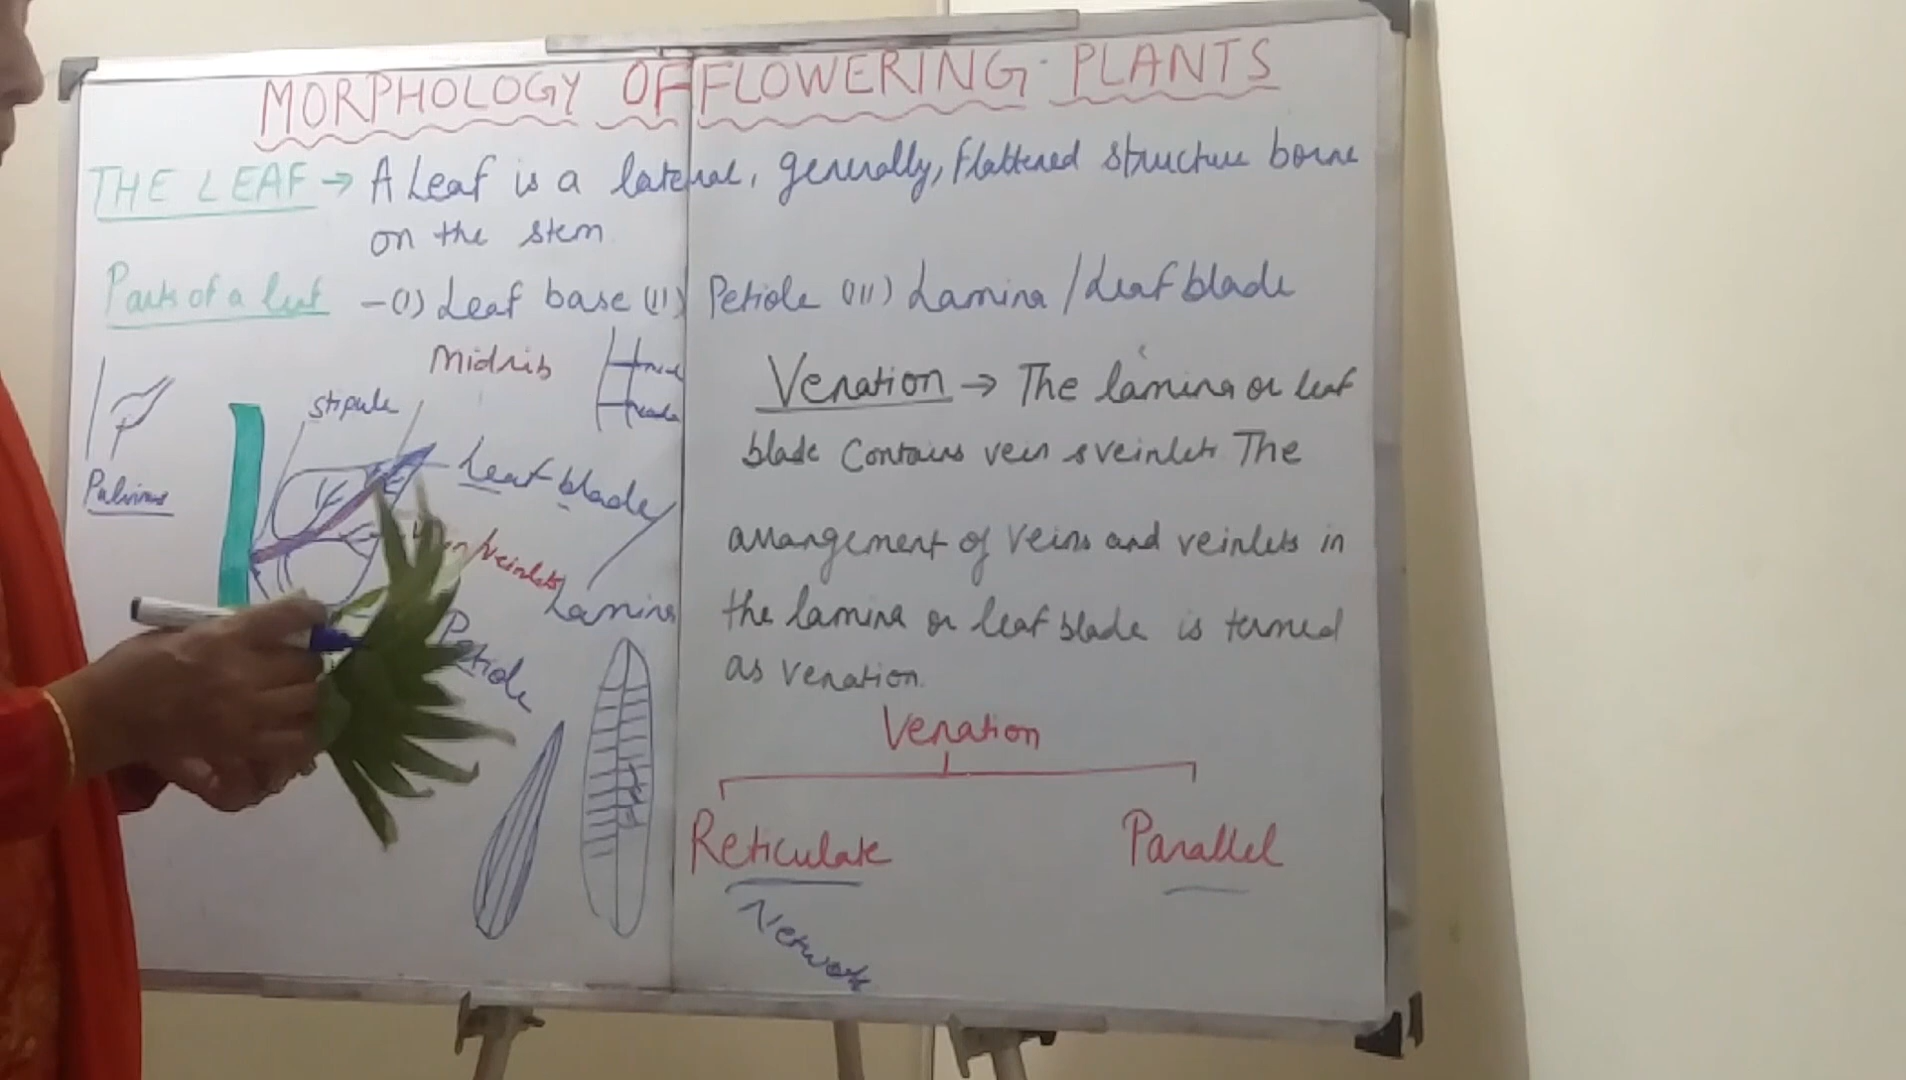 MORPHOLOGY OF FLOWERING PLANTS
THE LEAF → A Leaf is a lateral, generally, flattened structure borne
on the stem
Parts of a leaf - (I) Leaf base (II) Petiole (III) Lamina / Leaf blade
Midrib
stipule
Leaf blade
Pulvinus
veinlets
Lamina
Petiole
Venation → The lamina or leaf
blade Contains vein & veinlets The
arrangement of veins and veinlets in
the lamina or leaf blade is termed
as venation.
Venation
Reticulate Parallel
Network